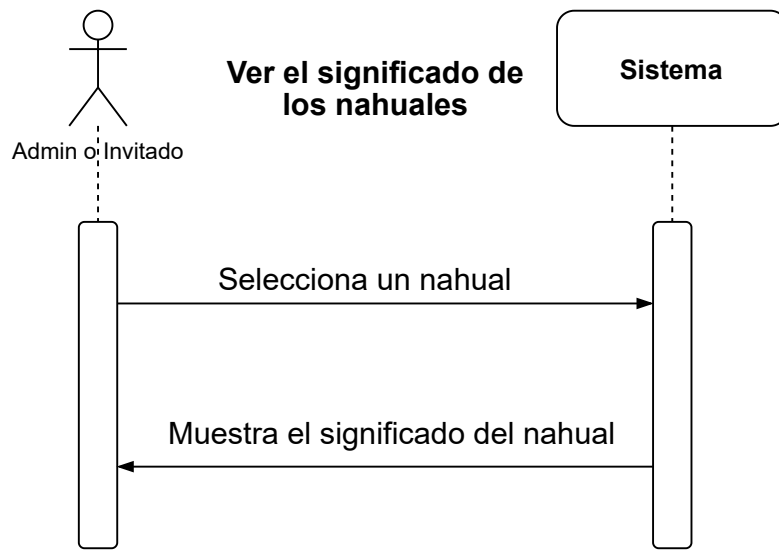 Ver el significado de
los nahuales
Sistema
Admin o Invitado
Selecciona un nahual
Muestra el significado del nahual